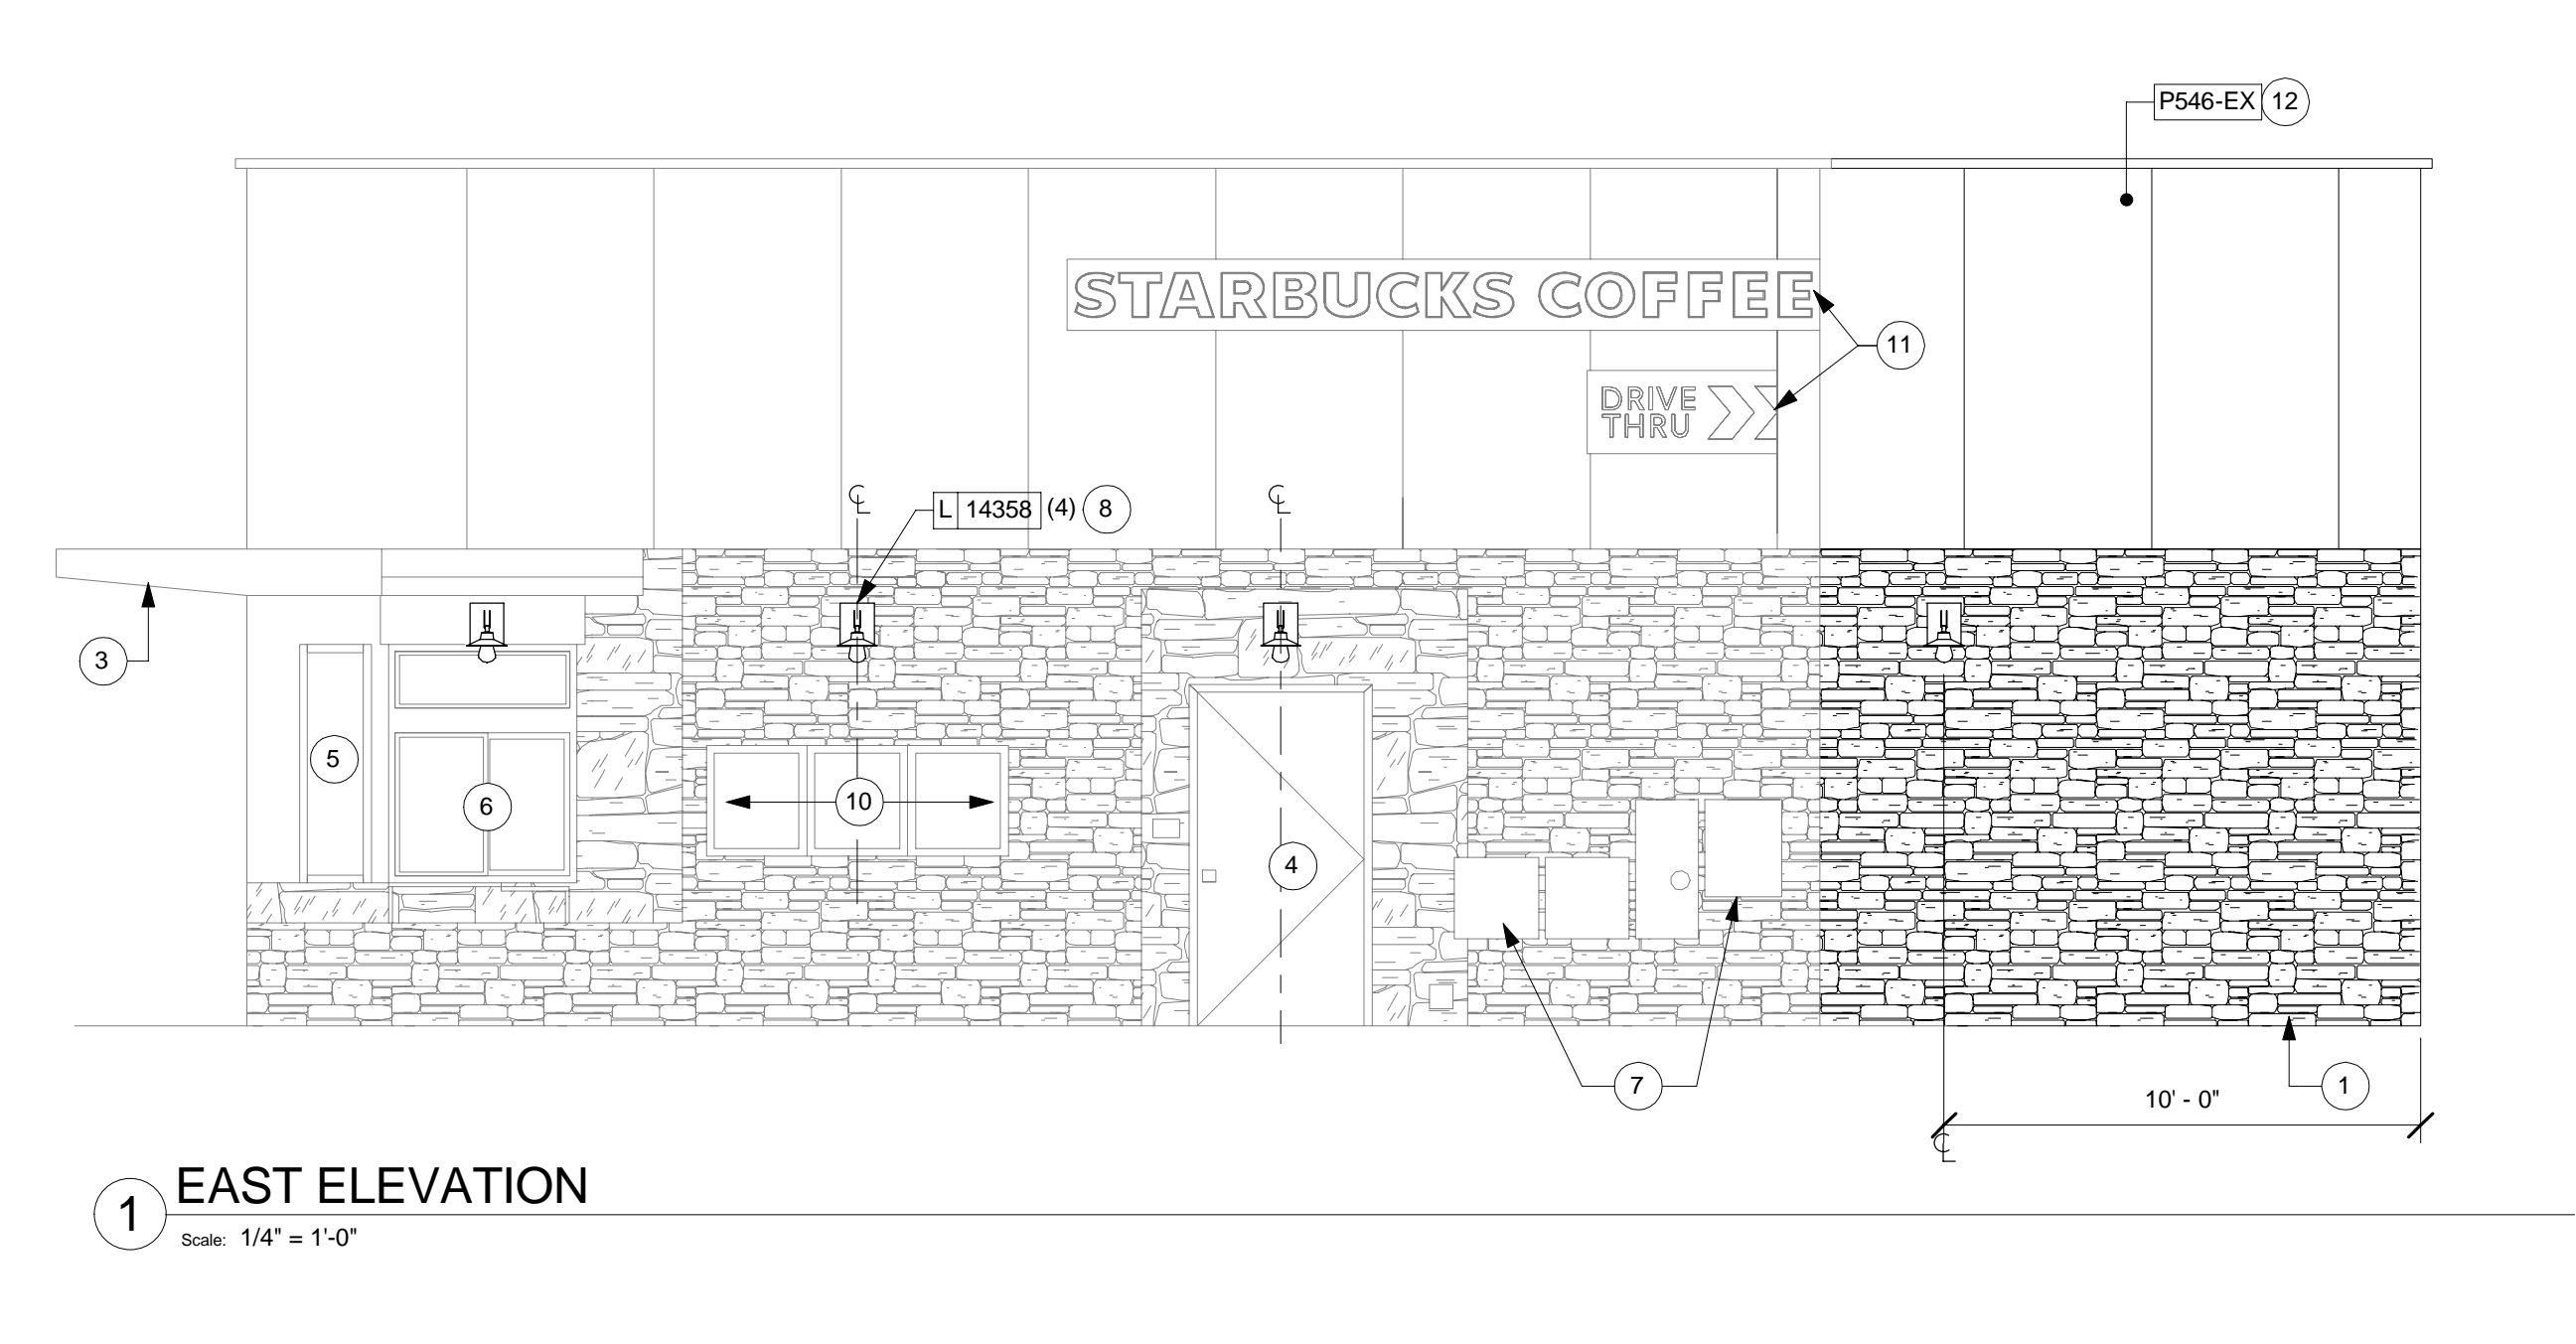 P546-EX 12
STARBUCKS COFFEE
11
DRIVE
THRU
L 14358 (4) 8
3
5
6
10
4
7
1
10' - 0"
1 EAST ELEVATION
Scale: 1/4" = 1'-0"